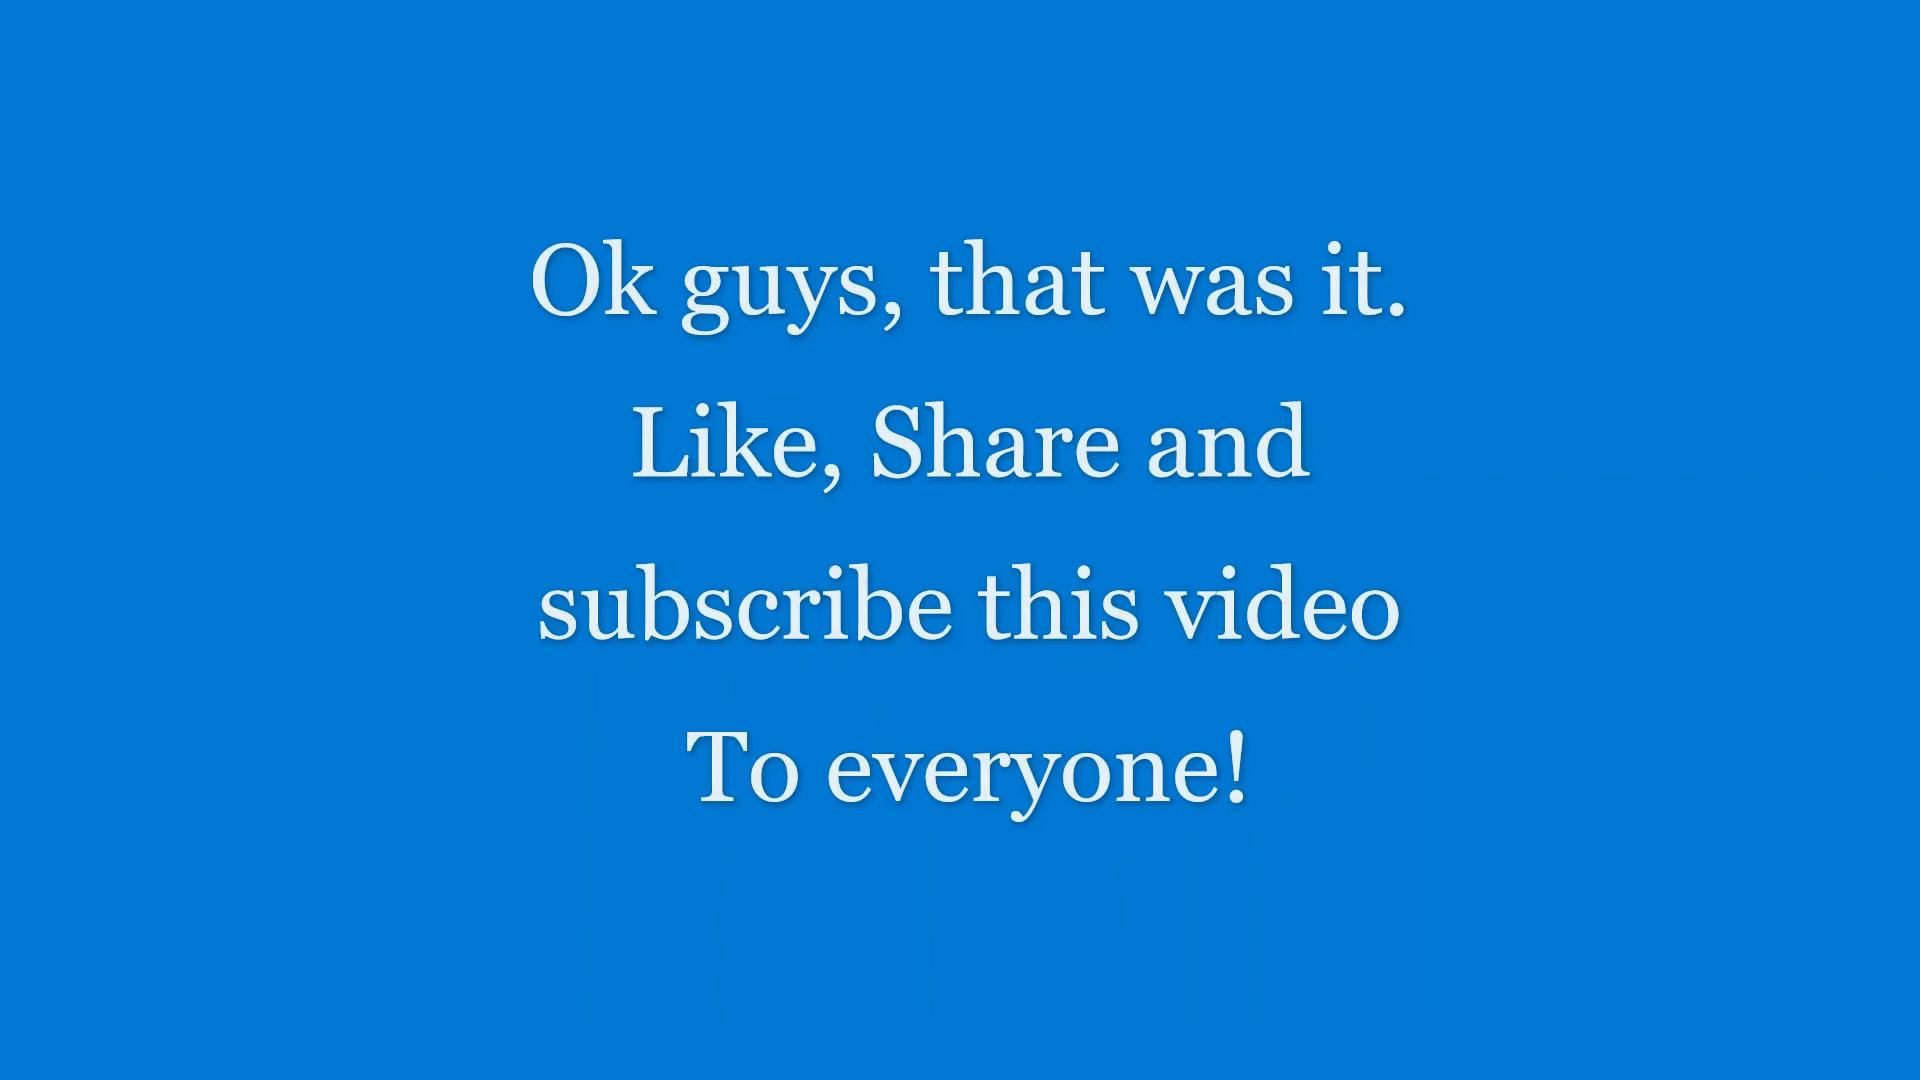 Ok guys, that was it.
Like, Share and
subscribe this video
To everyone!